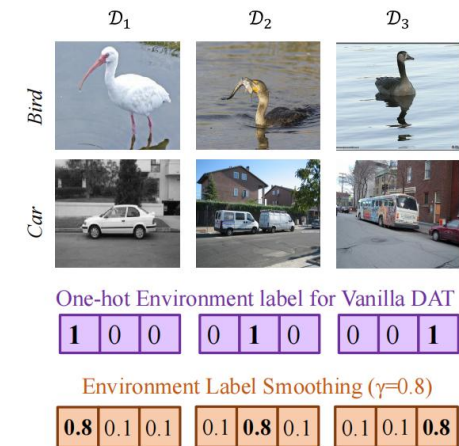 𝒟₁ 𝒟₂ 𝒟₃
Bird
Car
One-hot Environment label for Vanilla DAT
1 0 0 0 1 0 0 0 1
Environment Label Smoothing (γ=0.8)
0.8 0.1 0.1 0.1 0.8 0.1 0.1 0.1 0.8